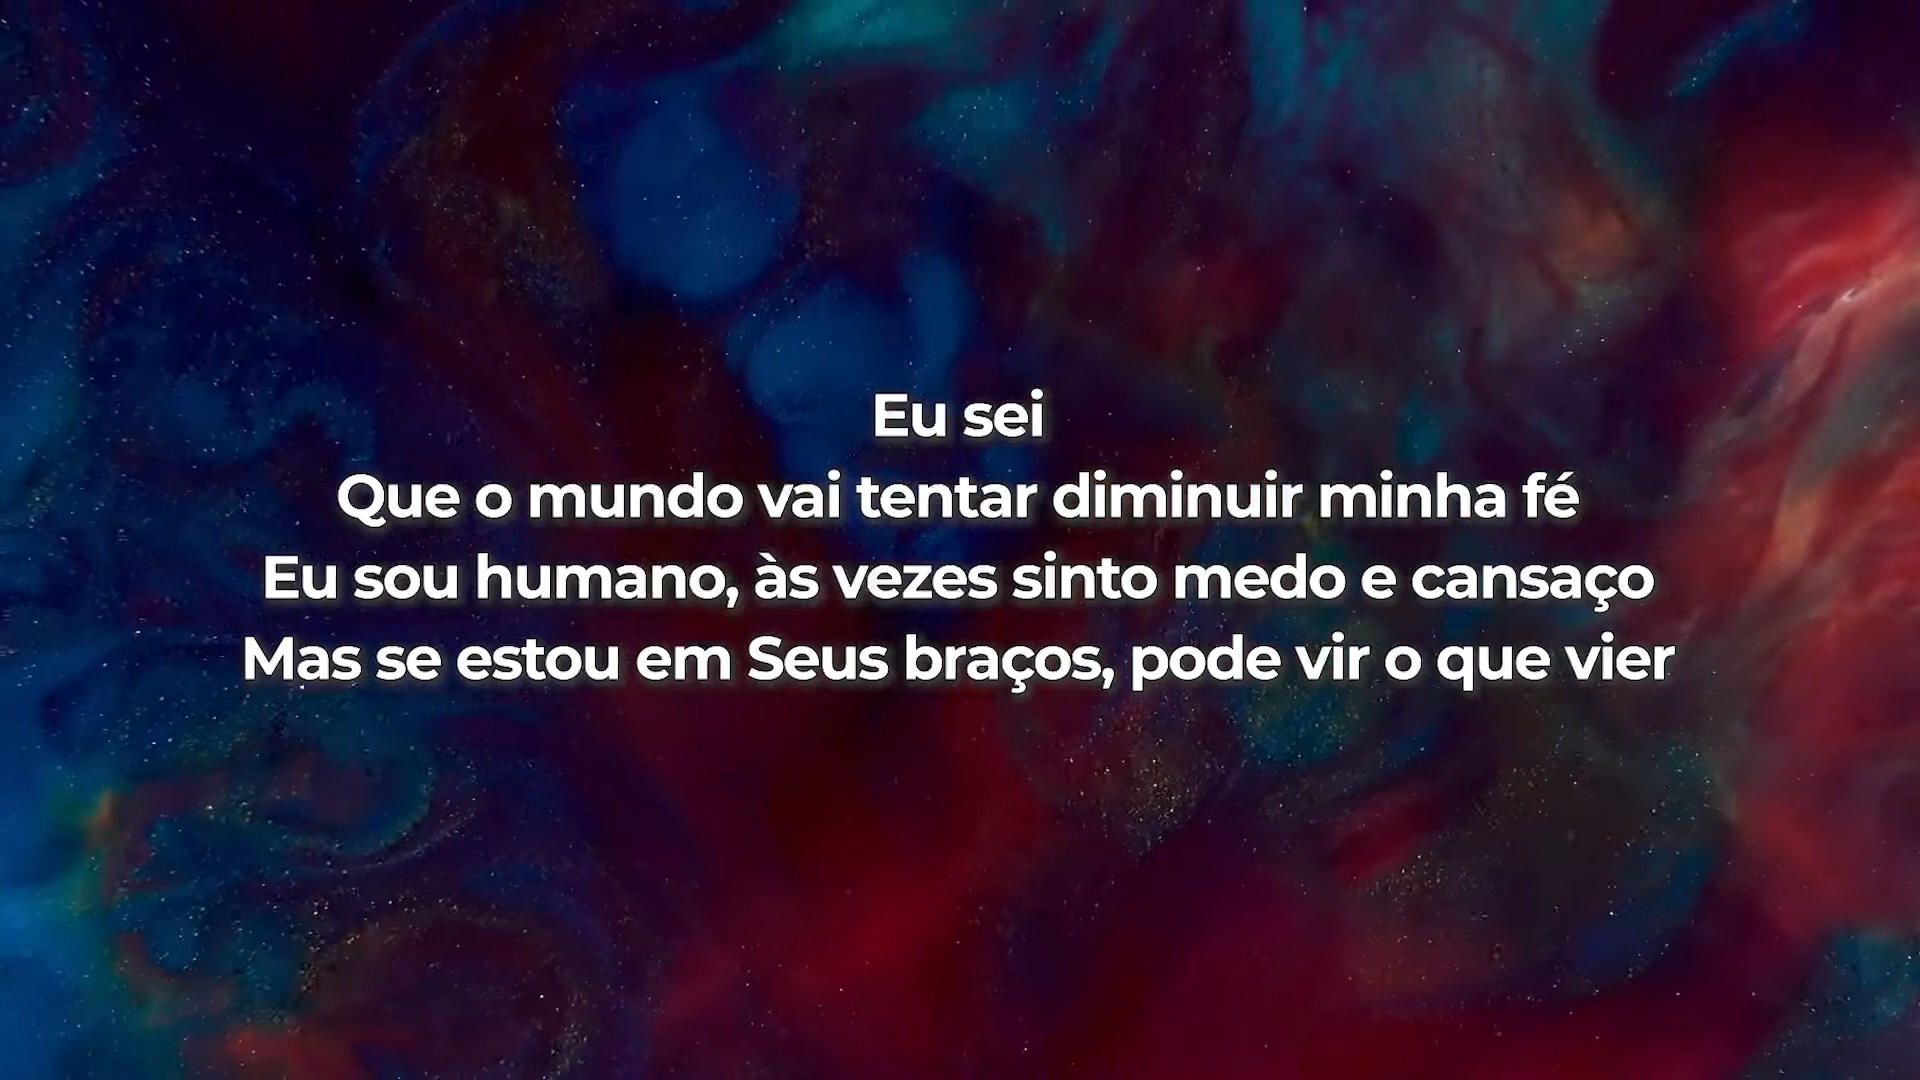 Eu sei
Que o mundo vai tentar diminuir minha fé
Eu sou humano, às vezes sinto medo e cansaço
Mas se estou em Seus braços, pode vir o que vier